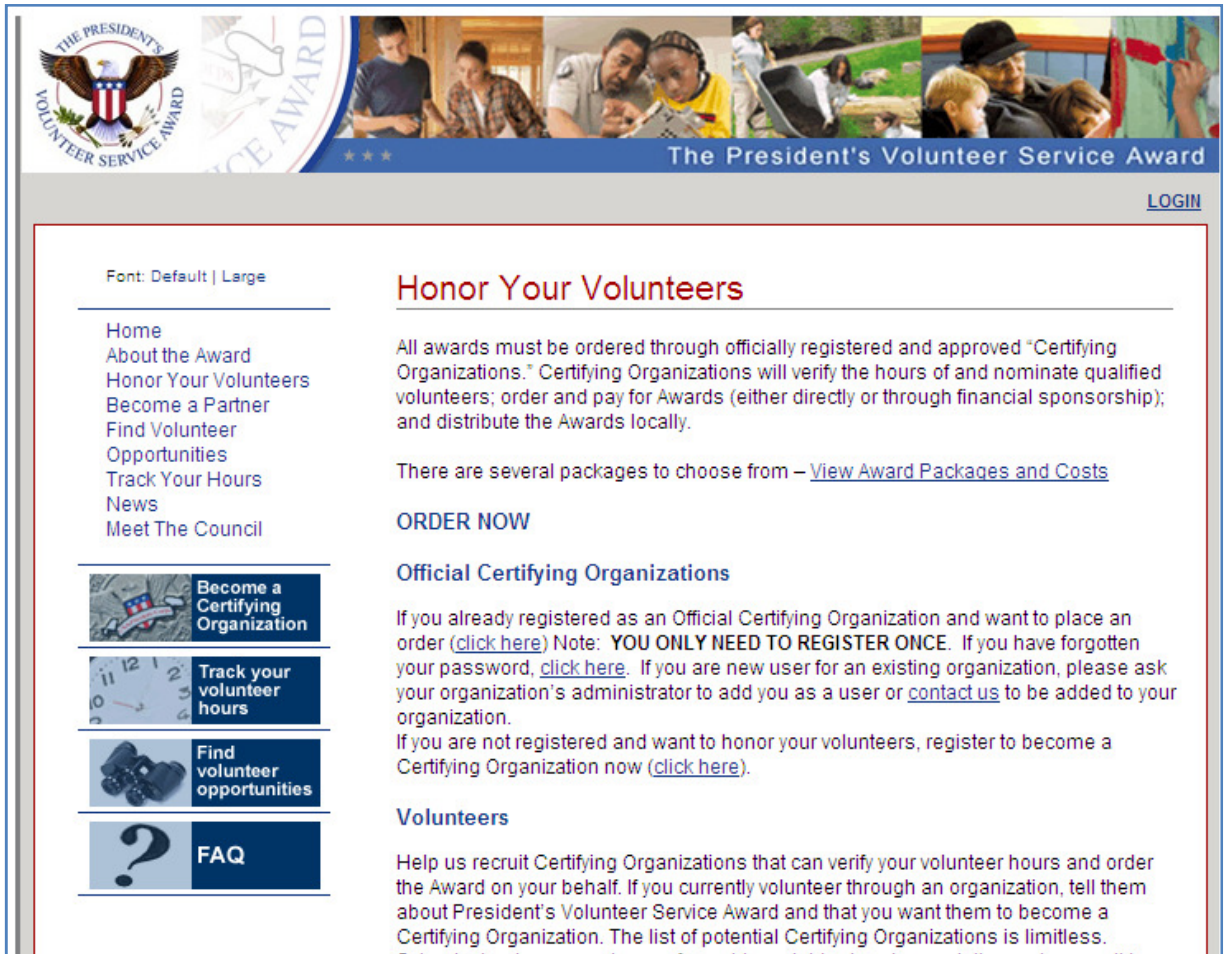 THE PRESIDENT'S
VOLUNTEER SERVICE AWARD
ICE AWARD
The President's Volunteer Service Award
LOGIN
Font: Default | Large
Home
About the Award
Honor Your Volunteers
Become a Partner
Find Volunteer
Opportunities
Track Your Hours
News
Meet The Council
Become a
Certifying
Organization
Track your
volunteer
hours
Find
volunteer
opportunities
FAQ
Honor Your Volunteers
All awards must be ordered through officially registered and approved “Certifying
Organizations.” Certifying Organizations will verify the hours of and nominate qualified
volunteers; order and pay for Awards (either directly or through financial sponsorship);
and distribute the Awards locally.
There are several packages to choose from – View Award Packages and Costs
ORDER NOW
Official Certifying Organizations
If you already registered as an Official Certifying Organization and want to place an
order (click here) Note: YOU ONLY NEED TO REGISTER ONCE. If you have forgotten
your password, click here. If you are new user for an existing organization, please ask
your organization’s administrator to add you as a user or contact us to be added to your
organization.
If you are not registered and want to honor your volunteers, register to become a
Certifying Organization now (click here).
Volunteers
Help us recruit Certifying Organizations that can verify your volunteer hours and order
the Award on your behalf. If you currently volunteer through an organization, tell them
about President’s Volunteer Service Award and that you want them to become a
Certifying Organization. The list of potential Certifying Organizations is limitless.